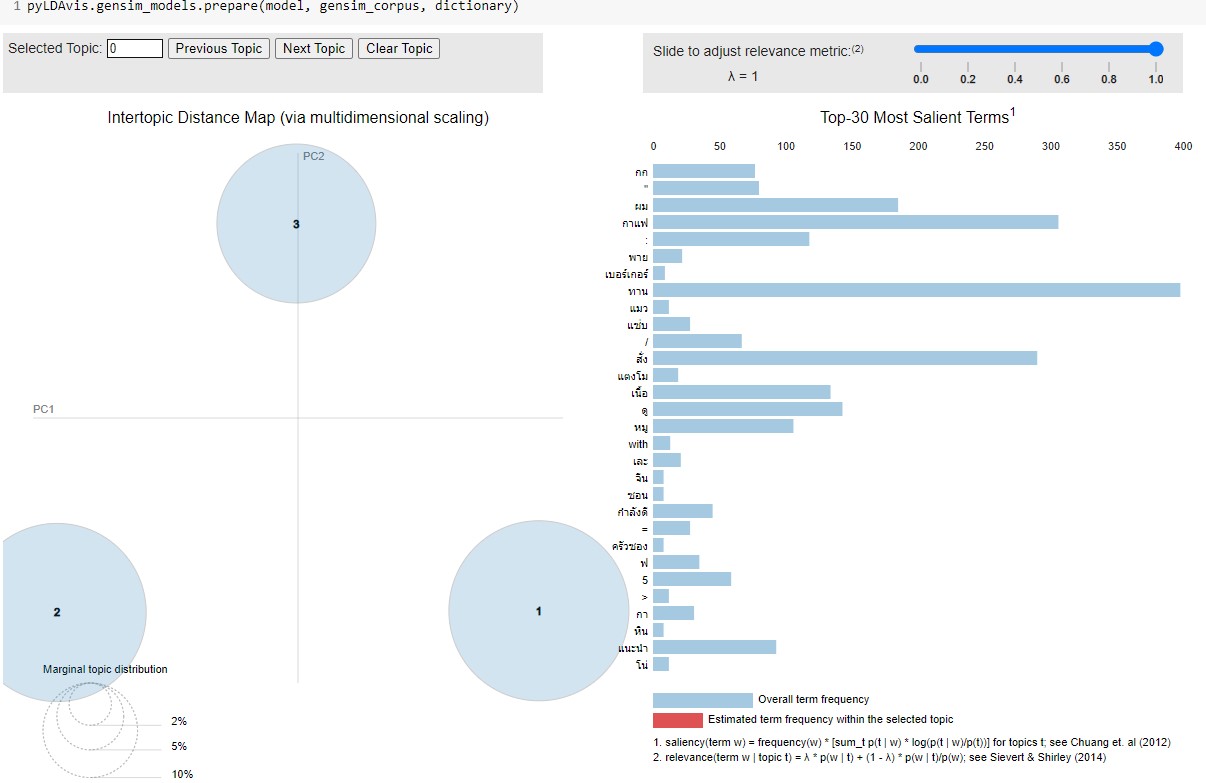 1 pyLDAvis.gensim_models.prepare(model, gensim_corpus, dictionary)
Selected Topic: 0 Previous Topic Next Topic Clear Topic
Slide to adjust relevance metric:(2)
λ = 1
0.0 0.2 0.4 0.6 0.8 1.0
Intertopic Distance Map (via multidimensional scaling)
PC2
3
PC1
2
1
Marginal topic distribution
2%
5%
10%
Top-30 Most Salient Terms1
0 50 100 150 200 250 300 350 400
กก
"
ผม
กาแฟ
:
พาย
เบอร์เกอร์
ทาน
แมว
แซ่บ
/
สั่ง
แตงโม
เนื้อ
ดู
หมู
with
เละ
จิน
ซอน
กำลังดี
=
ครัวซอง
ฟ
5
>
กา
หิน
แนะนำ
โน่
Overall term frequency
Estimated term frequency within the selected topic
1. saliency(term w) = frequency(w) * [sum_t p(t | w) * log(p(t | w)/p(t))] for topics t; see Chuang et. al (2012)
2. relevance(term w | topic t) = λ * p(w | t) + (1 - λ) * p(w | t)/p(w); see Sievert & Shirley (2014)